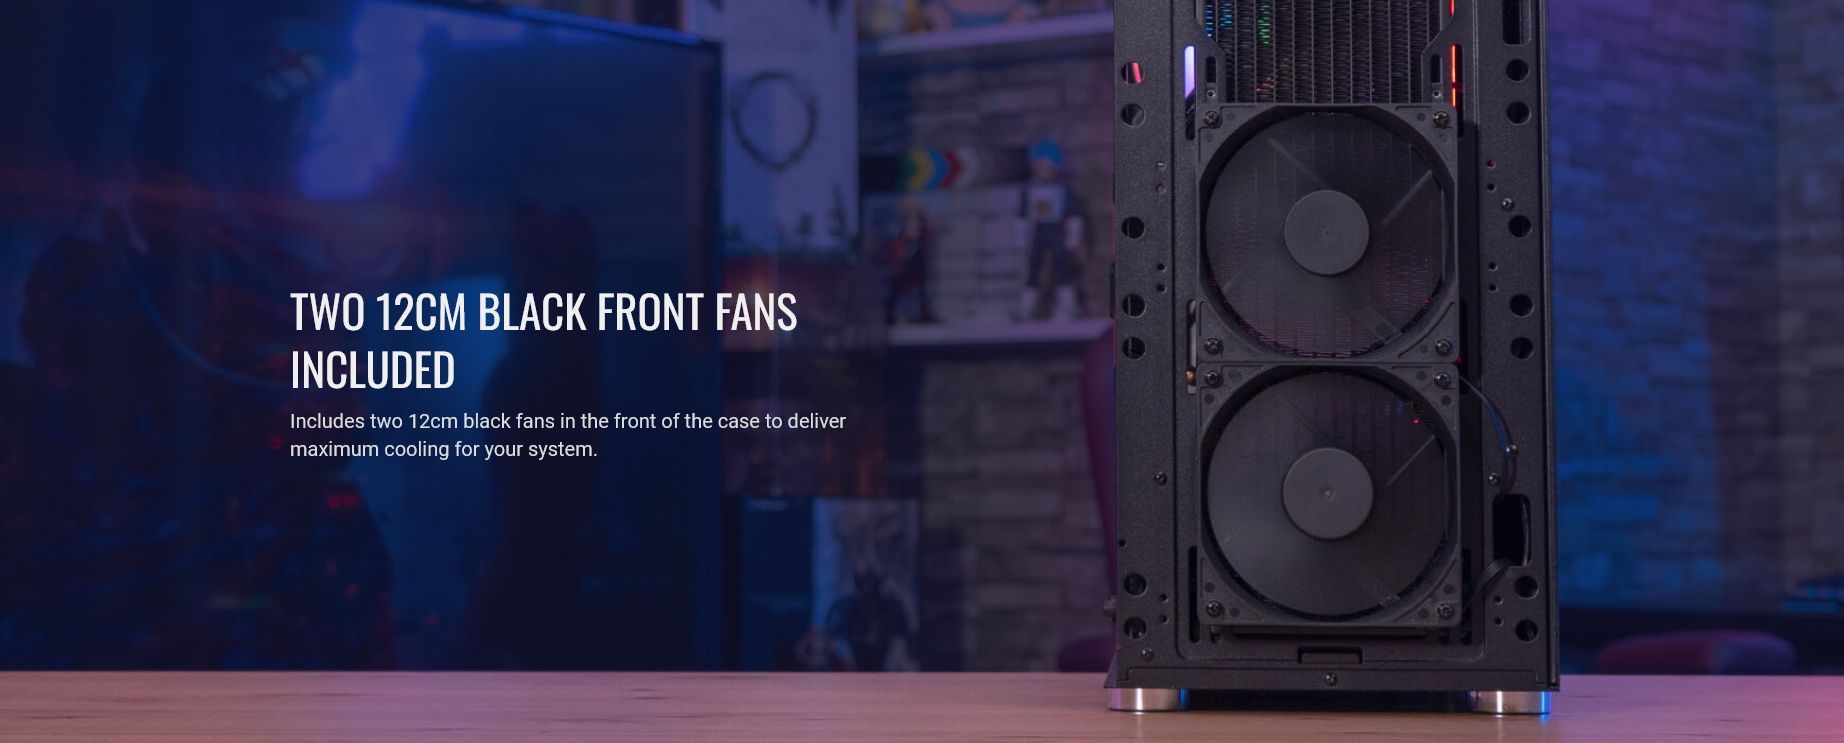 TWO 12CM BLACK FRONT FANS
INCLUDED
Includes two 12cm black fans in the front of the case to deliver
maximum cooling for your system.